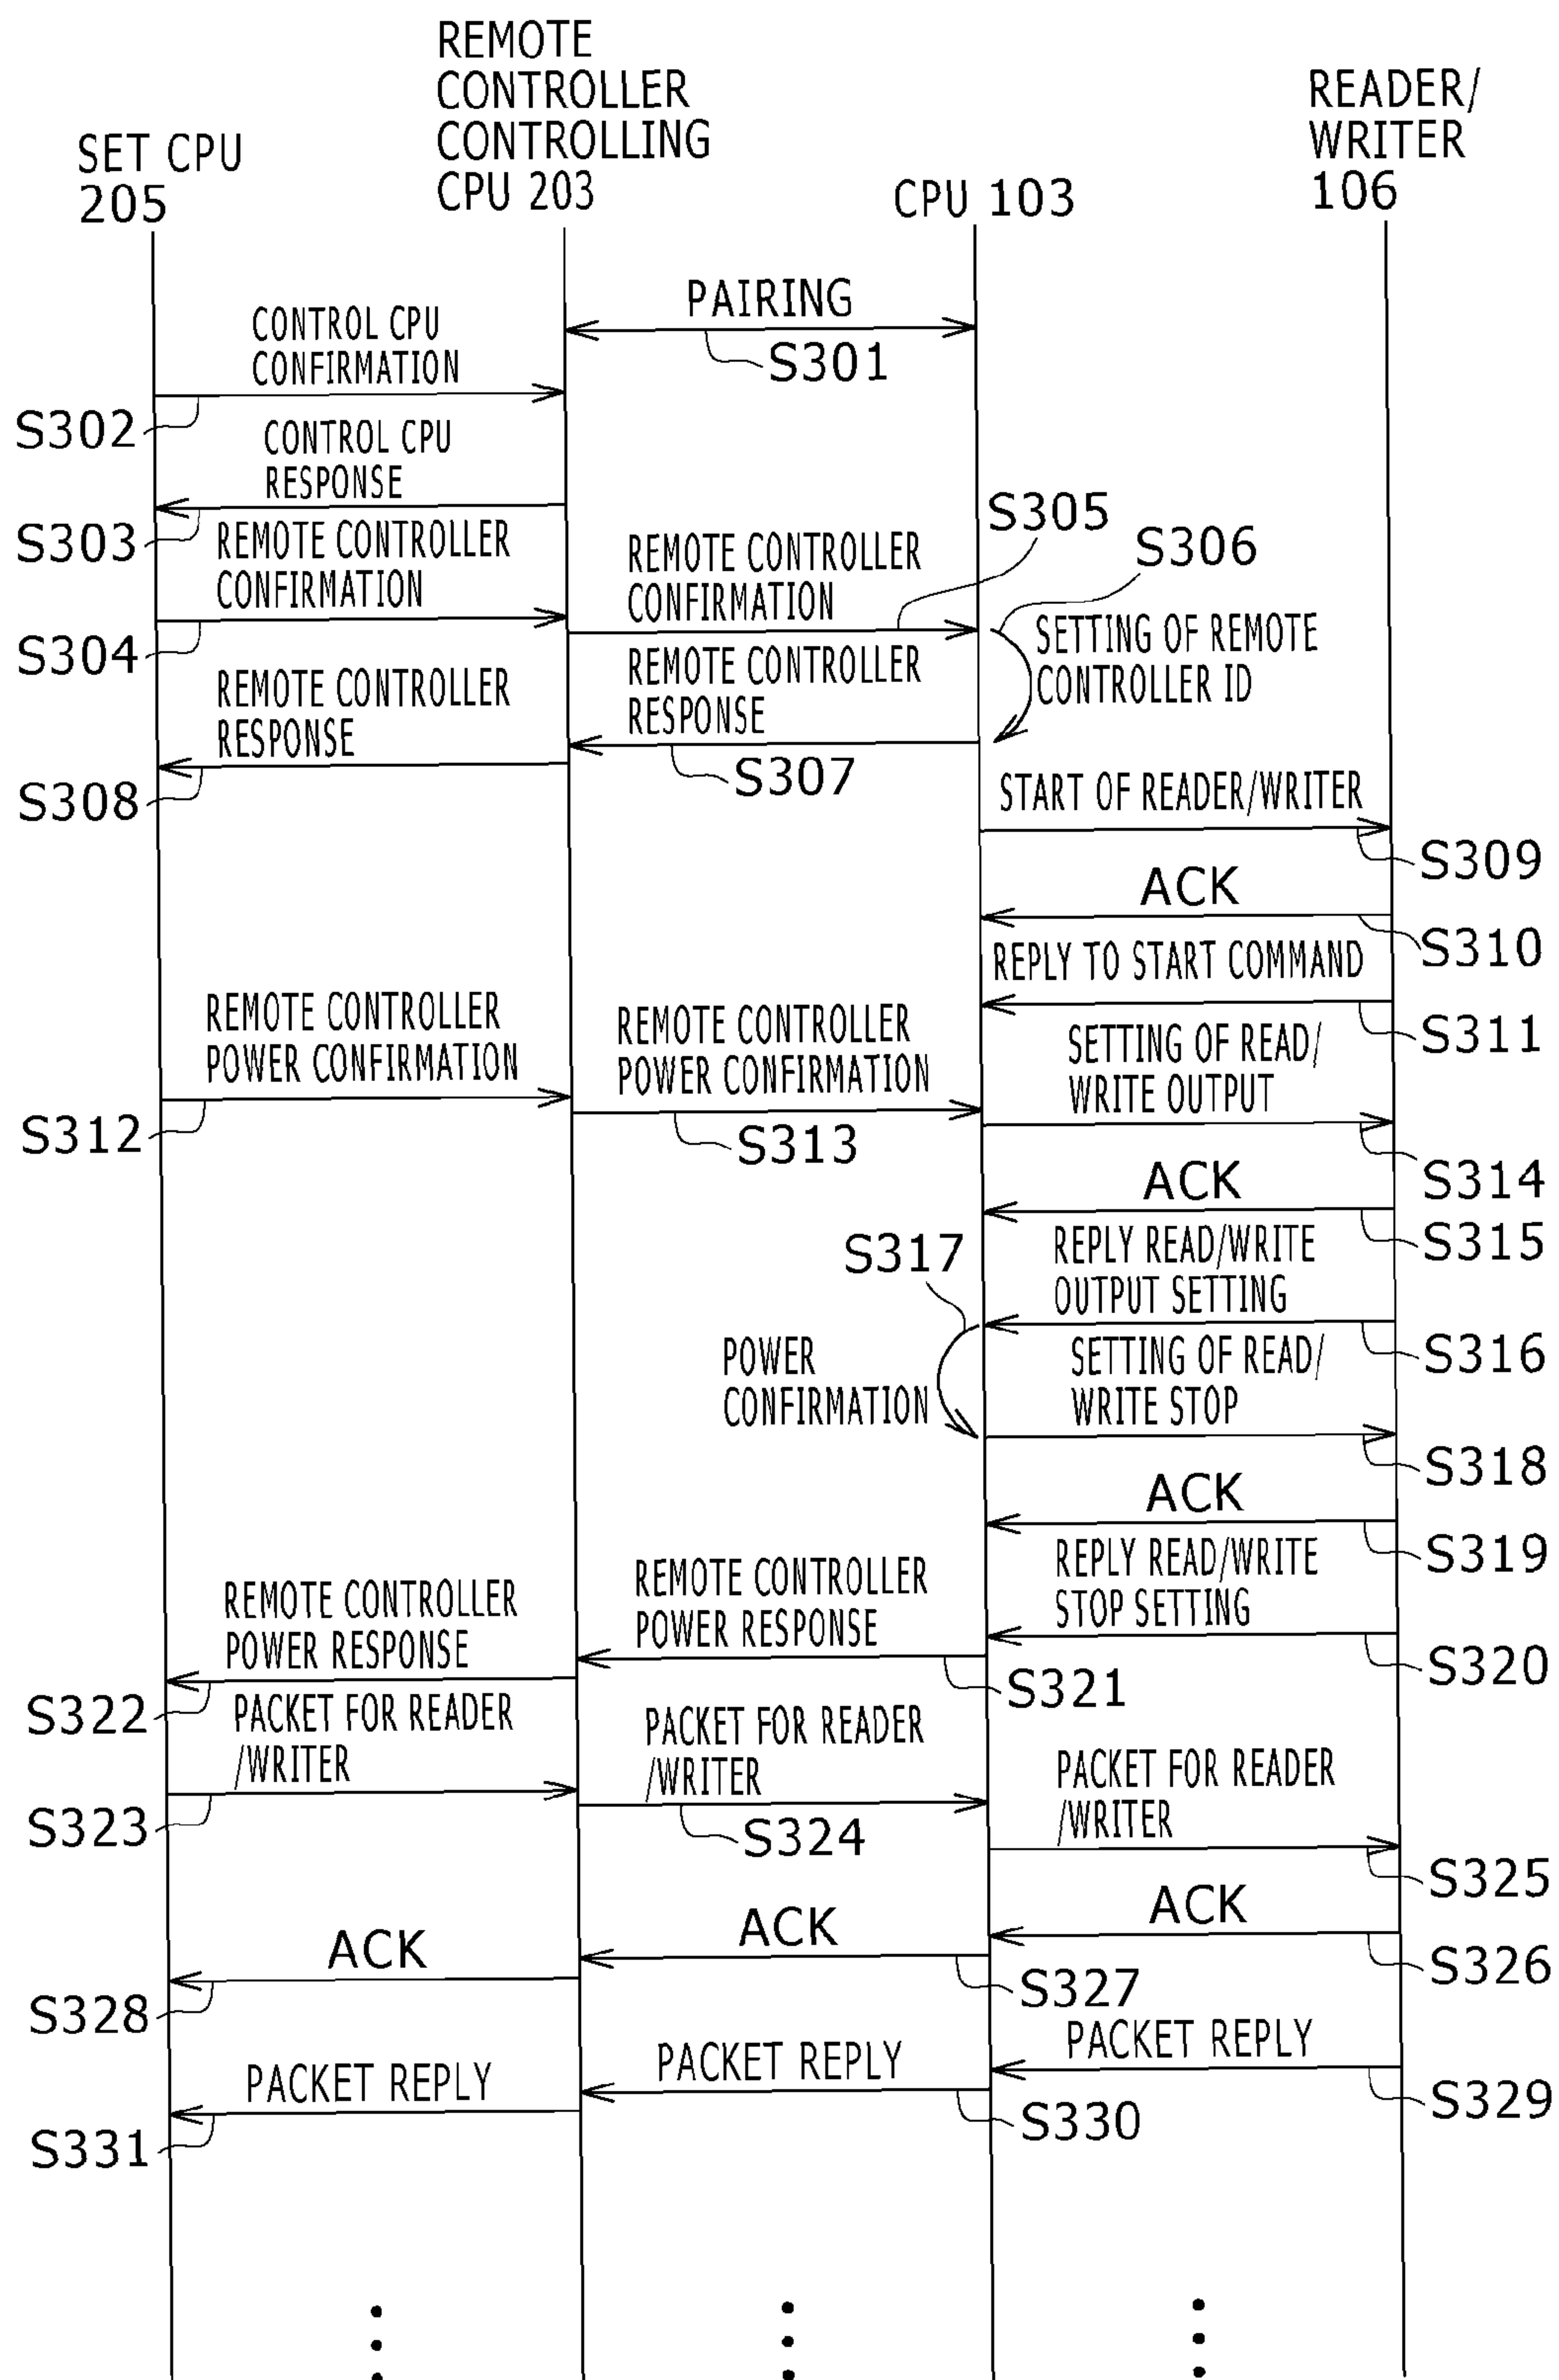 REMOTE
CONTROLLER
CONTROLLING
CPU 203
READER/
WRITER
106
SET CPU
205
CPU 103
PAIRING
S301
CONTROL CPU
CONFIRMATION
S302
CONTROL CPU
RESPONSE
S303
REMOTE CONTROLLER
CONFIRMATION
S304
REMOTE CONTROLLER
CONFIRMATION
S305
S306
SETTING OF REMOTE
CONTROLLER ID
REMOTE CONTROLLER
RESPONSE
S307
REMOTE CONTROLLER
RESPONSE
S308
START OF READER/WRITER
S309
ACK
S310
REPLY TO START COMMAND
S311
REMOTE CONTROLLER
POWER CONFIRMATION
S312
REMOTE CONTROLLER
POWER CONFIRMATION
S313
SETTING OF READ/
WRITE OUTPUT
S314
ACK
S315
REPLY READ/WRITE
OUTPUT SETTING
S316
S317
POWER
CONFIRMATION
SETTING OF READ/
WRITE STOP
S318
ACK
S319
REPLY READ/WRITE
STOP SETTING
S320
REMOTE CONTROLLER
POWER RESPONSE
S321
REMOTE CONTROLLER
POWER RESPONSE
S322
PACKET FOR READER
/WRITER
S323
PACKET FOR READER
/WRITER
S324
PACKET FOR READER
/WRITER
S325
ACK
S326
ACK
S327
ACK
S328
PACKET REPLY
S329
PACKET REPLY
S330
PACKET REPLY
S331